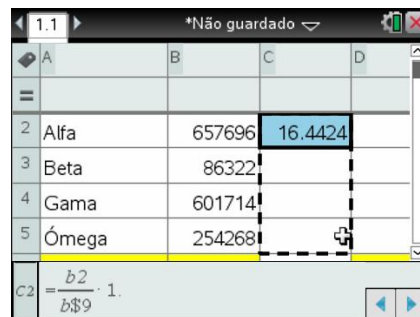 1.1 *Não guardado
A B C D
=
2 Alfa 657696 16.4424
3 Beta 86322
4 Gama 601714
5 Ómega 254268
C2 =b2/b$9 · 1.